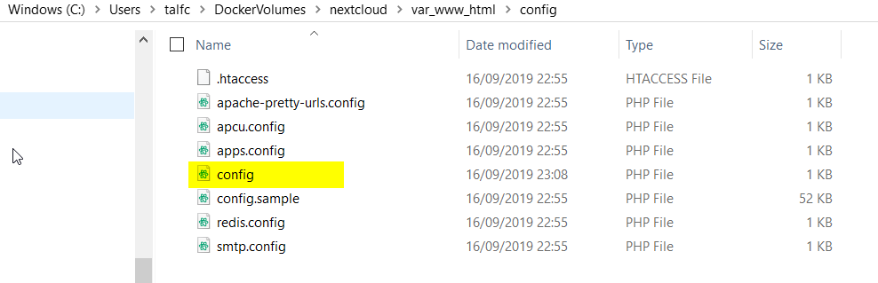 Windows (C:) > Users > talfc > DockerVolumes > nextcloud > var_www_html > config
Name Date modified Type Size
.htaccess 16/09/2019 22:55 HTACCESS File 1 KB
apache-pretty-urls.config 16/09/2019 22:55 PHP File 1 KB
apcu.config 16/09/2019 22:55 PHP File 1 KB
apps.config 16/09/2019 22:55 PHP File 1 KB
config 16/09/2019 23:08 PHP File 1 KB
config.sample 16/09/2019 22:55 PHP File 52 KB
redis.config 16/09/2019 22:55 PHP File 1 KB
smtp.config 16/09/2019 22:55 PHP File 1 KB